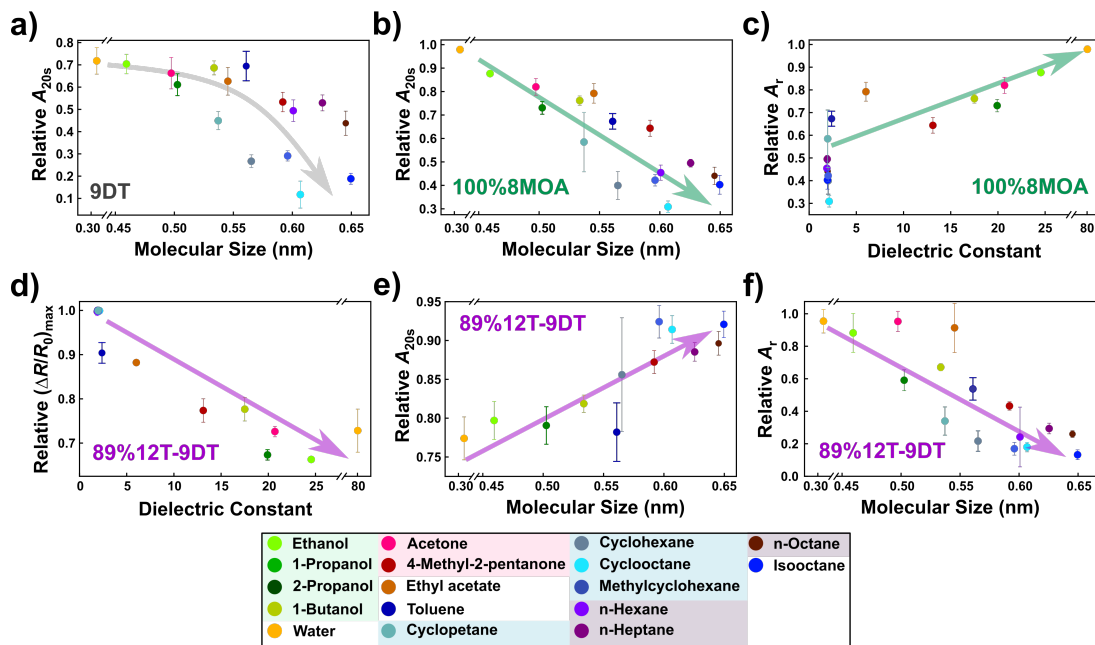 a)
0.8
0.7
0.6
0.5
0.4
0.3
0.2
0.1
Relative A20s
9DT
0.30 0.45 0.50 0.55 0.60 0.65
Molecular Size (nm)
b)
1.0
0.9
0.8
0.7
0.6
0.5
0.4
0.3
Relative A20s
100%8MOA
0.30 0.45 0.50 0.55 0.60 0.65
Molecular Size (nm)
c)
1.0
0.9
0.8
0.7
0.6
0.5
0.4
0.3
Relative Ar
100%8MOA
0 5 10 15 20 25 80
Dielectric Constant
d)
1.0
0.9
0.8
0.7
Relative (ΔR/R0)max
89%12T-9DT
0 5 10 15 20 25 80
Dielectric Constant
e)
0.95
0.90
0.85
0.80
0.75
Relative A20s
89%12T-9DT
0.30 0.45 0.50 0.55 0.60 0.65
Molecular Size (nm)
f)
1.0
0.8
0.6
0.4
0.2
0.0
Relative Ar
89%12T-9DT
0.30 0.45 0.50 0.55 0.60 0.65
Molecular Size (nm)
Ethanol
1-Propanol
2-Propanol
1-Butanol
Water
Acetone
4-Methyl-2-pentanone
Ethyl acetate
Toluene
Cyclopetane
Cyclohexane
Cyclooctane
Methylcyclohexane
n-Hexane
n-Heptane
n-Octane
Isooctane